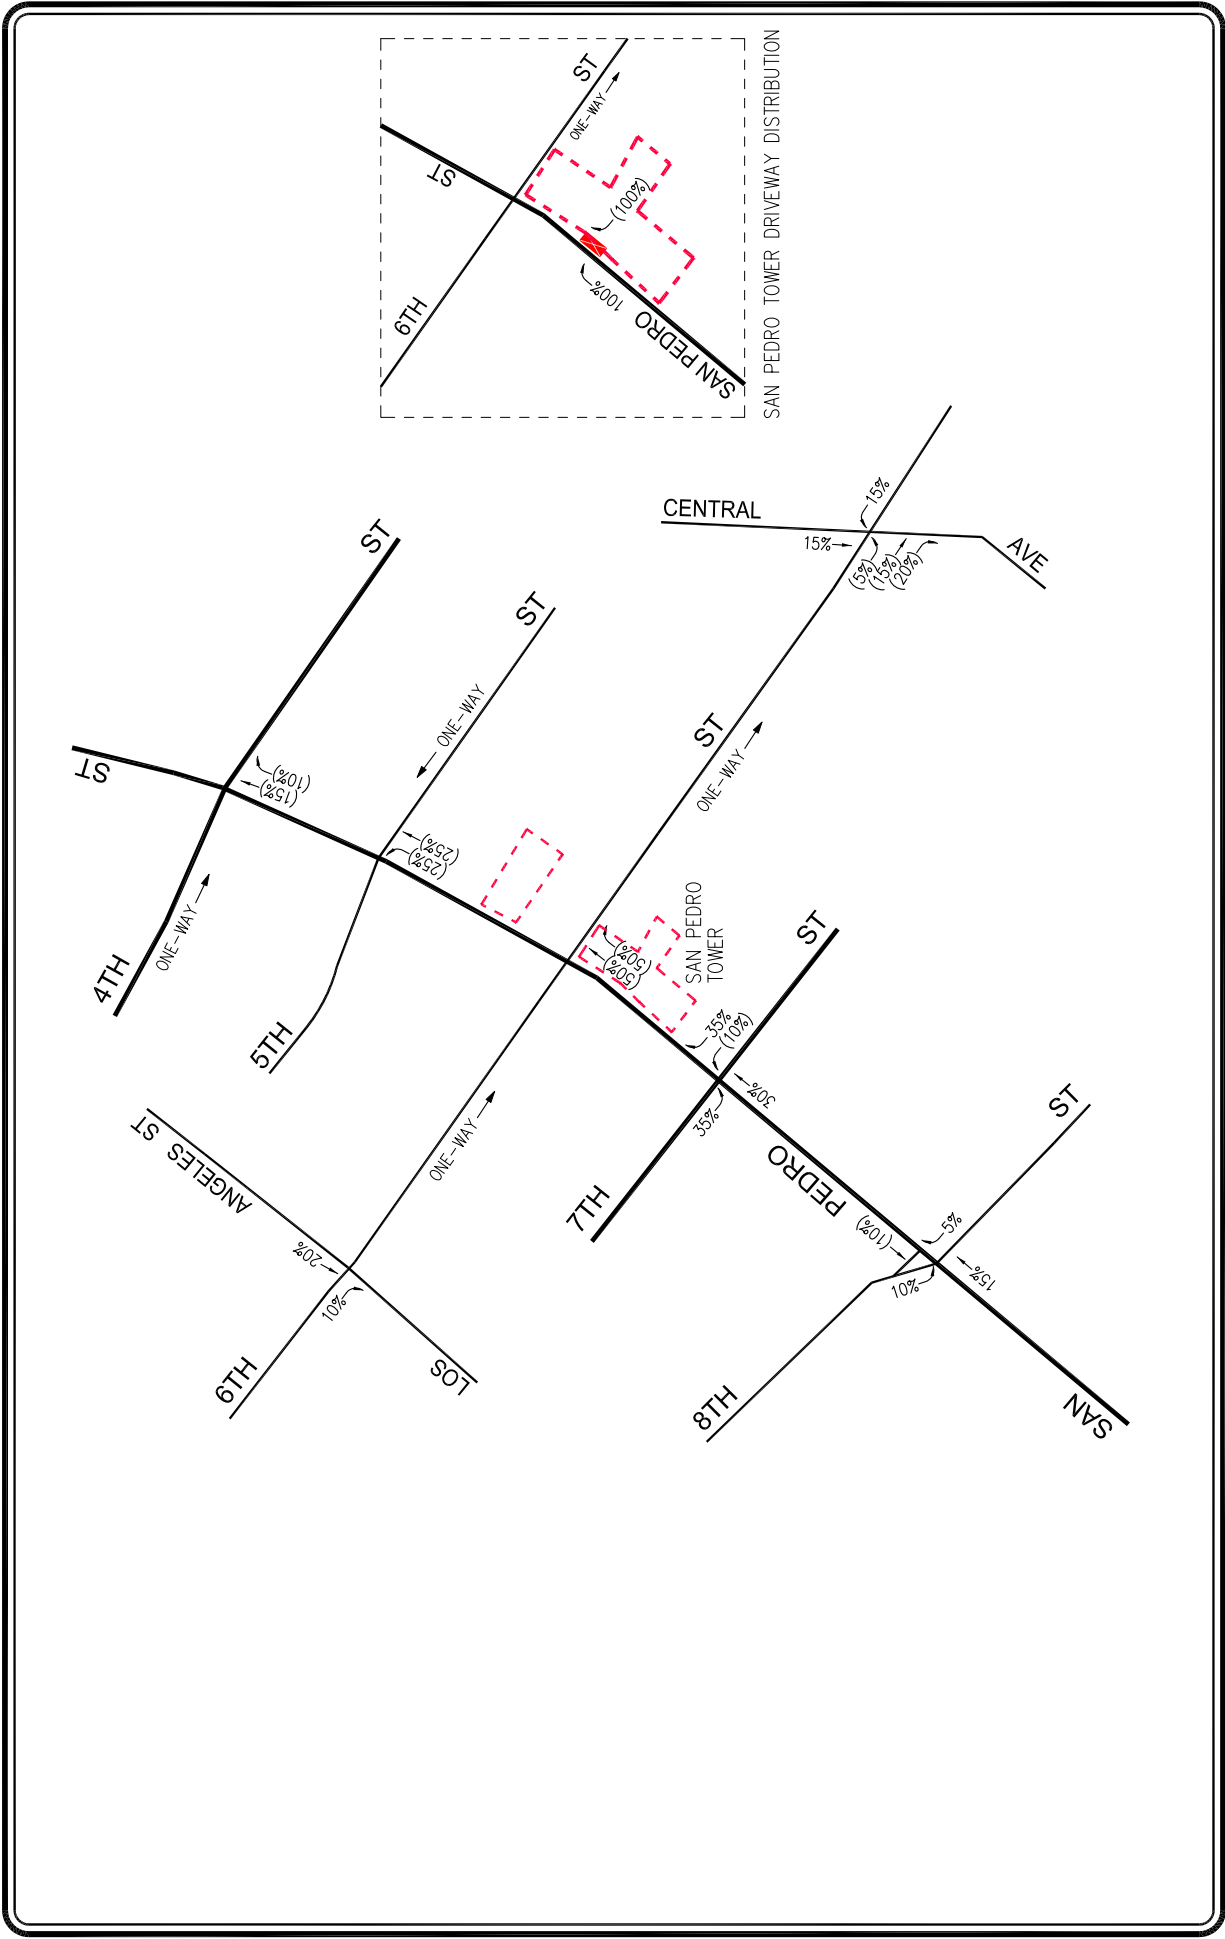 ST
ONE-WAY
ST
(100%)
100%
6TH
SAN PEDRO
SAN PEDRO TOWER DRIVEWAY DISTRIBUTION
CENTRAL
AVE
15%
15%
(5%)
(15%)
(20%)
ST
ST
(10%)
(15%)
ONE-WAY
4TH
ST
ONE-WAY
(25%)
(25%)
5TH
ST
ONE-WAY
SAN PEDRO
TOWER
(50%)
(50%)
ONE-WAY
ANGELES ST
20%
10%
6TH
LOS
ST
35%
(10%)
35%
30%
7TH
PEDRO
ST
(10%)
5%
10%
15%
8TH
SAN